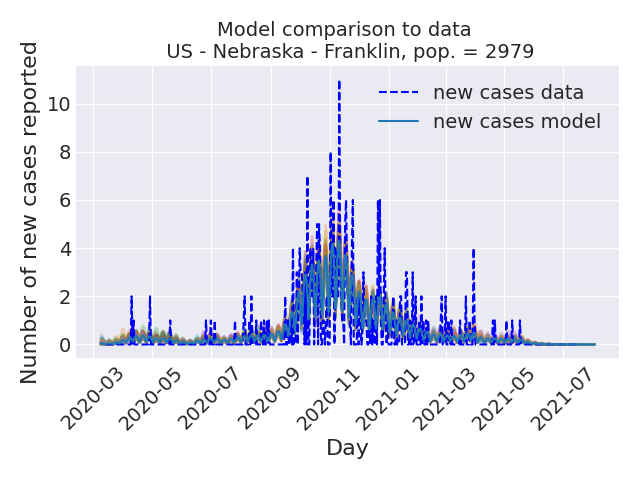 Model comparison to data
US - Nebraska - Franklin, pop. = 2979
Number of new cases reported
10
8
6
4
2
0
new cases data
new cases model
2020-03
2020-05
2020-07
2020-09
2020-11
2021-01
2021-03
2021-05
2021-07
Day